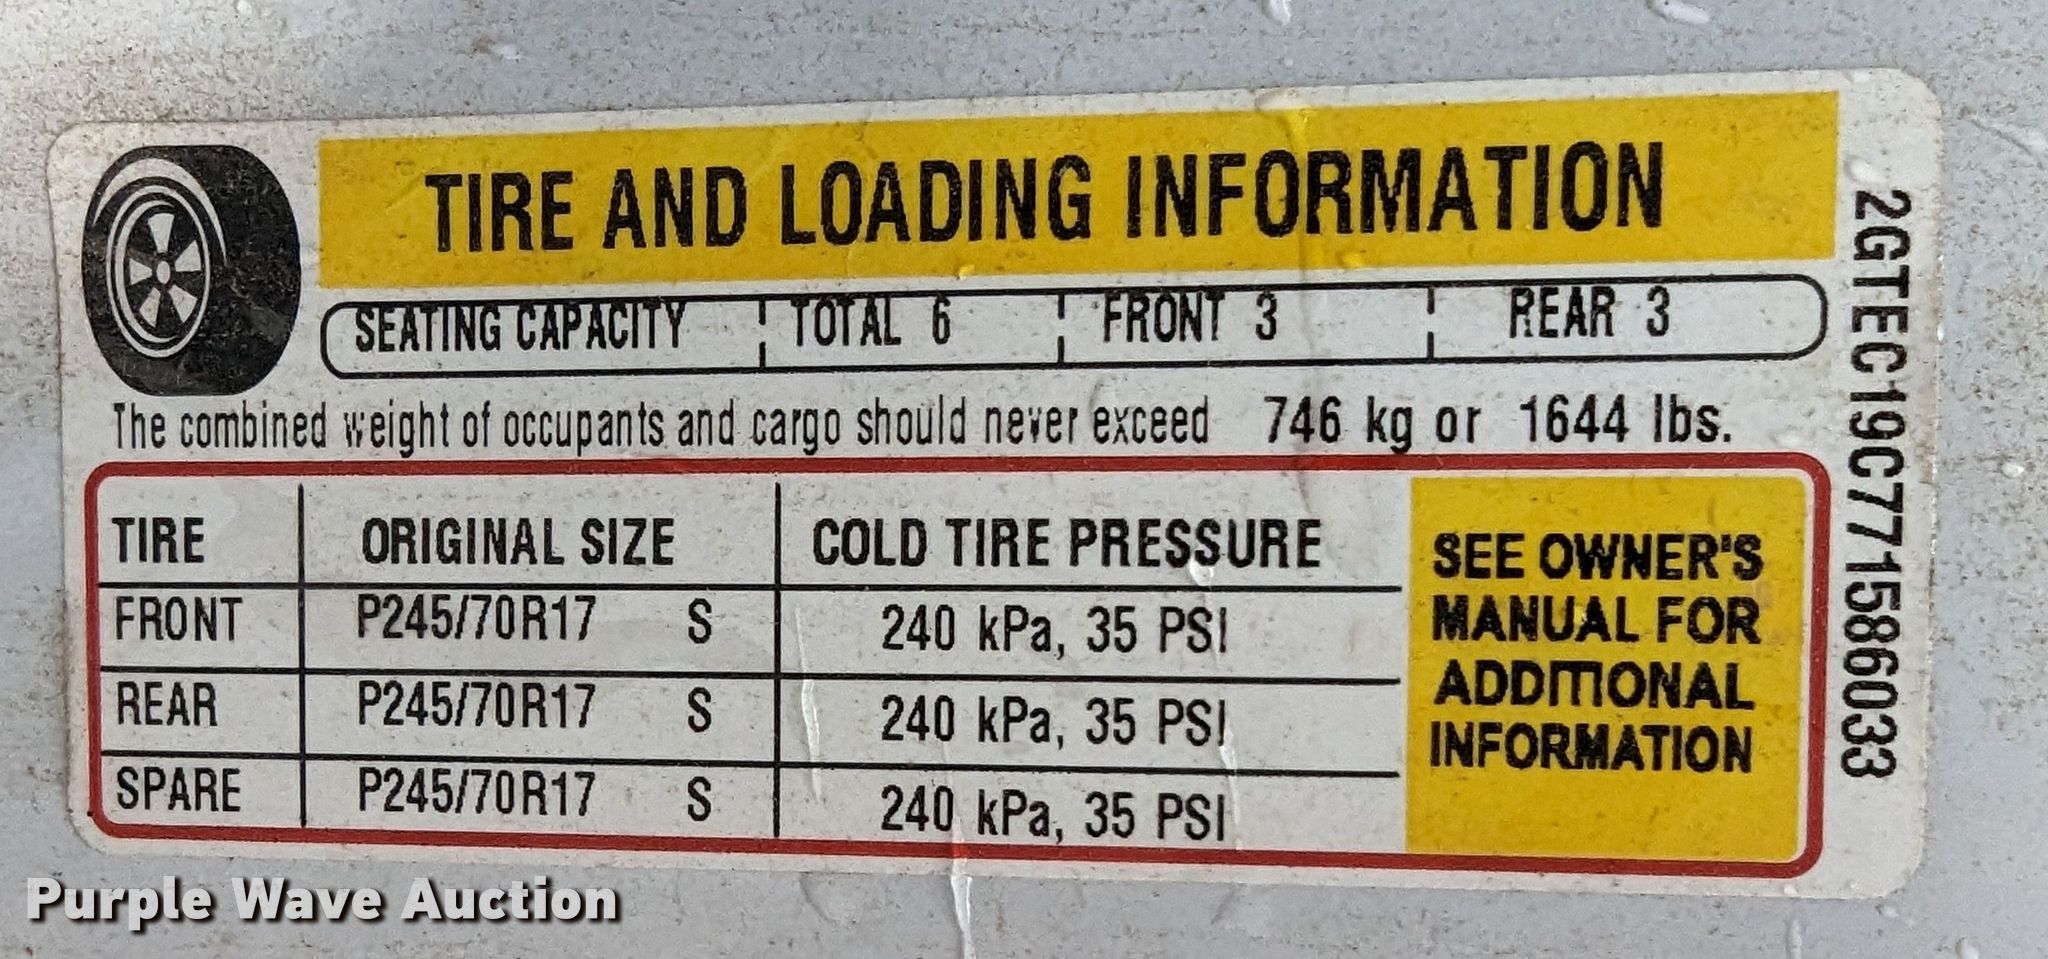 TIRE AND LOADING INFORMATION
SEATING CAPACITY TOTAL 6 FRONT 3 REAR 3
The combined weight of occupants and cargo should never exceed 746 kg or 1644 lbs.
TIRE ORIGINAL SIZE COLD TIRE PRESSURE
FRONT P245/70R17 S 240 kPa, 35 PSI
REAR P245/70R17 S 240 kPa, 35 PSI
SPARE P245/70R17 S 240 kPa, 35 PSI
SEE OWNER'S
MANUAL FOR
ADDITIONAL
INFORMATION
2GTEC19C771586033
Purple Wave Auction